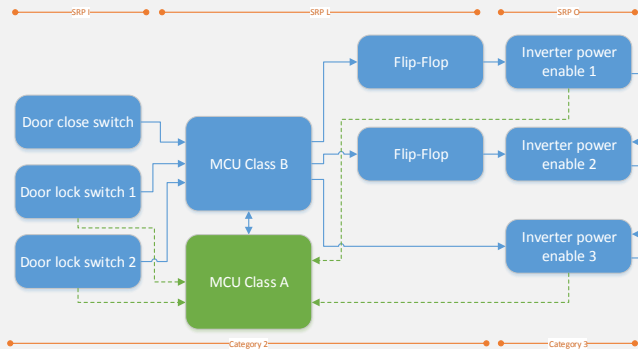 SRP I
SRP L
SRP O
Flip-Flop
Inverter power
enable 1
Door close switch
MCU Class B
Flip-Flop
Inverter power
enable 2
Door lock switch 1
Door lock switch 2
MCU Class A
Inverter power
enable 3
Category 2
Category 3